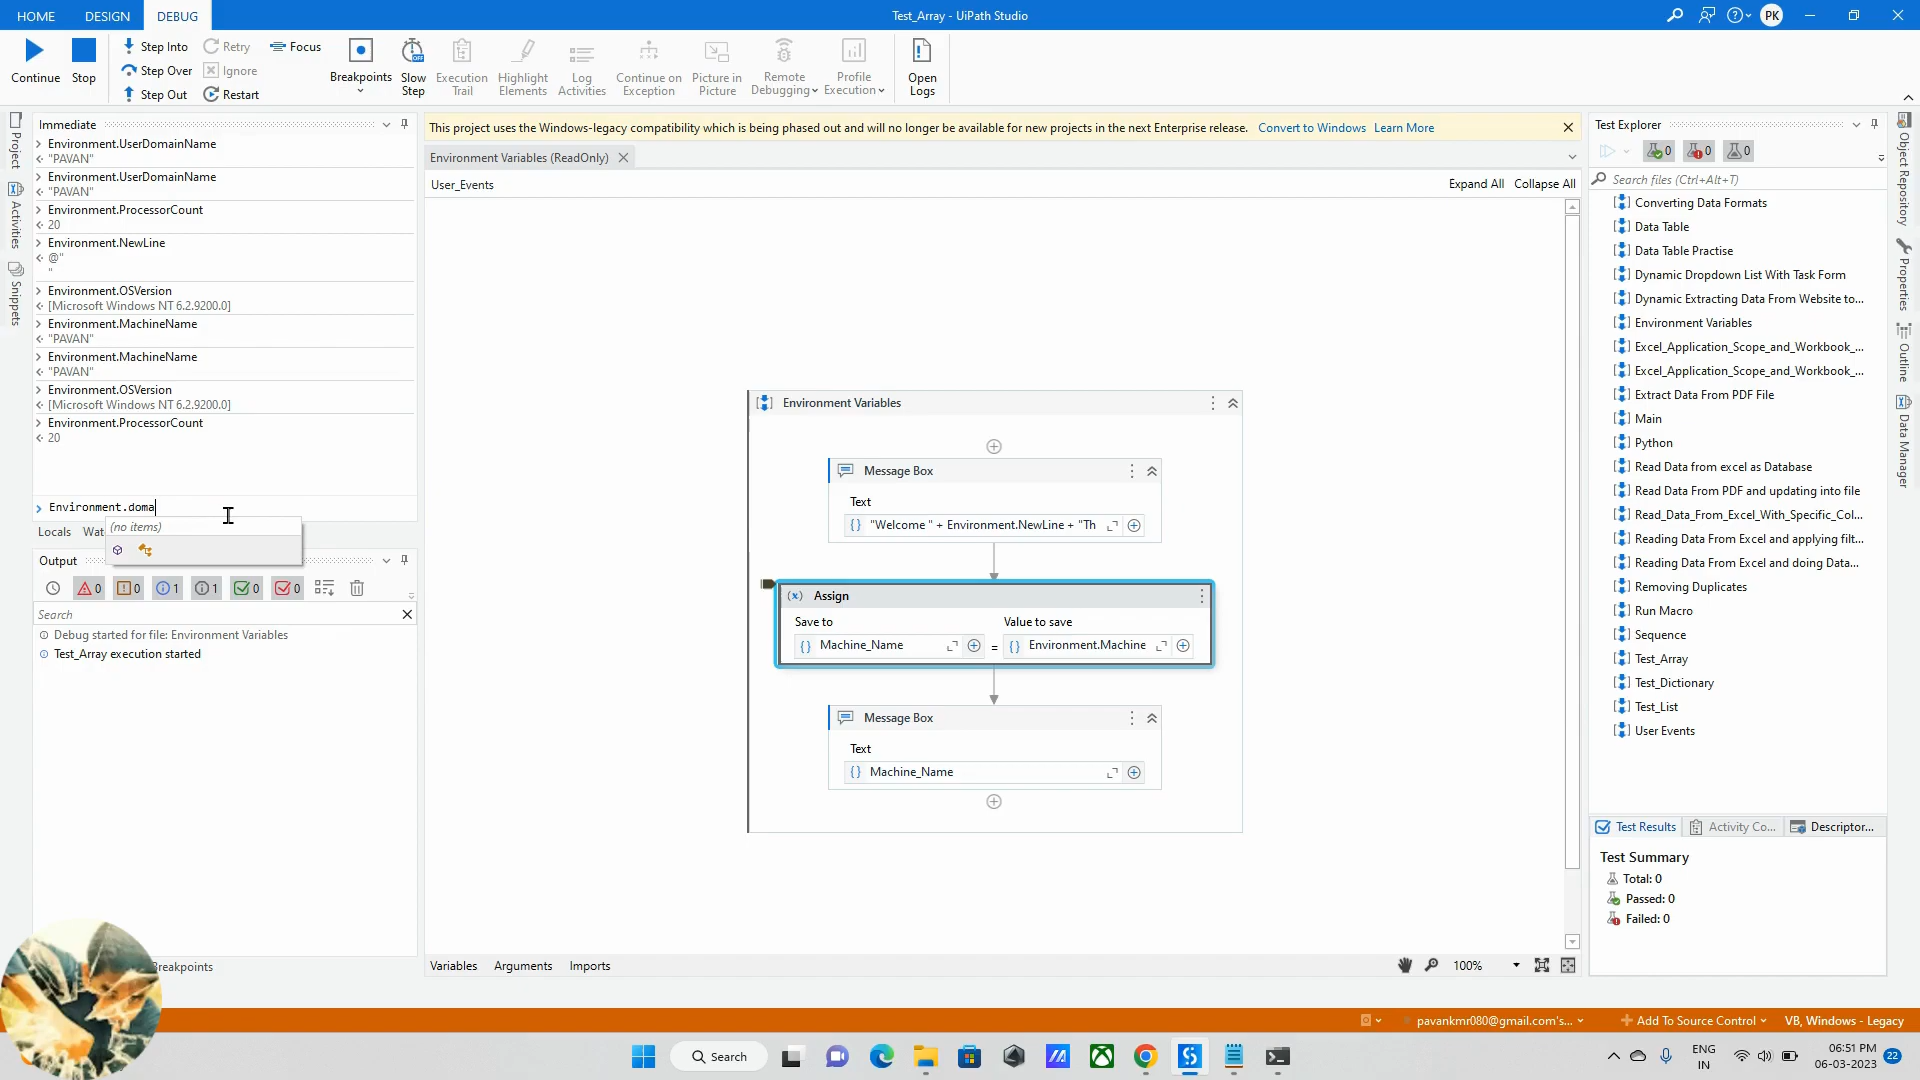 HOME DESIGN DEBUG
Test_Array - UiPath Studio
PK
Continue
Stop
Step Into
Step Over
Step Out
Retry
Ignore
Restart
Focus
Breakpoints
Slow
Step
Execution
Trail
Highlight
Elements
Log
Activities
Continue on
Exception
Picture in
Picture
Remote
Debugging
Profile
Execution
Open
Logs
Project
Activities
Snippets
Immediate
Environment.UserDomainName
"PAVAN"
Environment.UserDomainName
"PAVAN"
Environment.ProcessorCount
20
Environment.NewLine
@"
"
Environment.OSVersion
[Microsoft Windows NT 6.2.9200.0]
Environment.MachineName
"PAVAN"
Environment.MachineName
"PAVAN"
Environment.OSVersion
[Microsoft Windows NT 6.2.9200.0]
Environment.ProcessorCount
20
Environment.doma
(no items)
Locals Wat
Output
0 0 1 1 0 0
Search
Debug started for file: Environment Variables
Test_Array execution started
Breakpoints
This project uses the Windows-legacy compatibility which is being phased out and will no longer be available for new projects in the next Enterprise release. Convert to Windows Learn More
Environment Variables (ReadOnly)
User_Events
Expand All Collapse All
Environment Variables
Message Box
Text
"Welcome " + Environment.NewLine + "Th
(x) Assign
Save to Value to save
Machine_Name = Environment.Machine
Message Box
Text
Machine_Name
Variables Arguments Imports
100%
Test Explorer
0 0 0
Search files (Ctrl+Alt+T)
Converting Data Formats
Data Table
Data Table Practise
Dynamic Dropdown List With Task Form
Dynamic Extracting Data From Website to...
Environment Variables
Excel_Application_Scope_and_Workbook_...
Excel_Application_Scope_and_Workbook_...
Extract Data From PDF File
Main
Python
Read Data from excel as Database
Read Data From PDF and updating into file
Read_Data_From_Excel_With_Specific_Col...
Reading Data From Excel and applying filt...
Reading Data From Excel and doing Data...
Removing Duplicates
Run Macro
Sequence
Test_Array
Test_Dictionary
Test_List
User Events
Test Results Activity Co... Descriptor...
Test Summary
Total: 0
Passed: 0
Failed: 0
Object Repository
Properties
Outline
Data Manager
pavankmr080@gmail.com's...
Add To Source Control
VB, Windows - Legacy
Search
ENG
IN
06:51 PM
06-03-2023
22